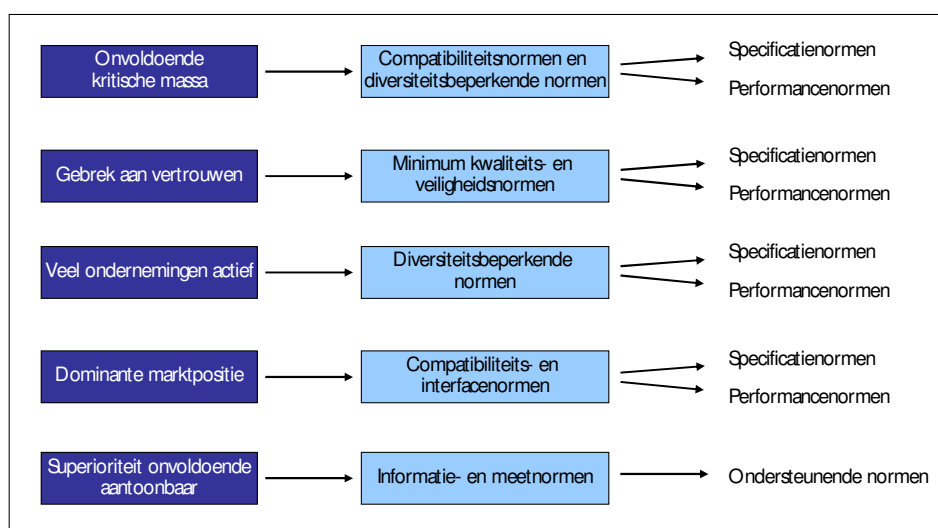 Onvoldoende
kritische massa
Compatibiliteitsnormen en
diversiteitsbeperkende normen
Specificatienormen
Performancenormen
Gebrek aan vertrouwen
Minimum kwaliteits- en
veiligheidsnormen
Specificatienormen
Performancenormen
Veel ondernemingen actief
Diversiteitsbeperkende
normen
Specificatienormen
Performancenormen
Dominante marktpositie
Compatibiliteits- en
interfacenormen
Specificatienormen
Performancenormen
Superioriteit onvoldoende
aantoonbaar
Informatie- en meetnormen
Ondersteunende normen